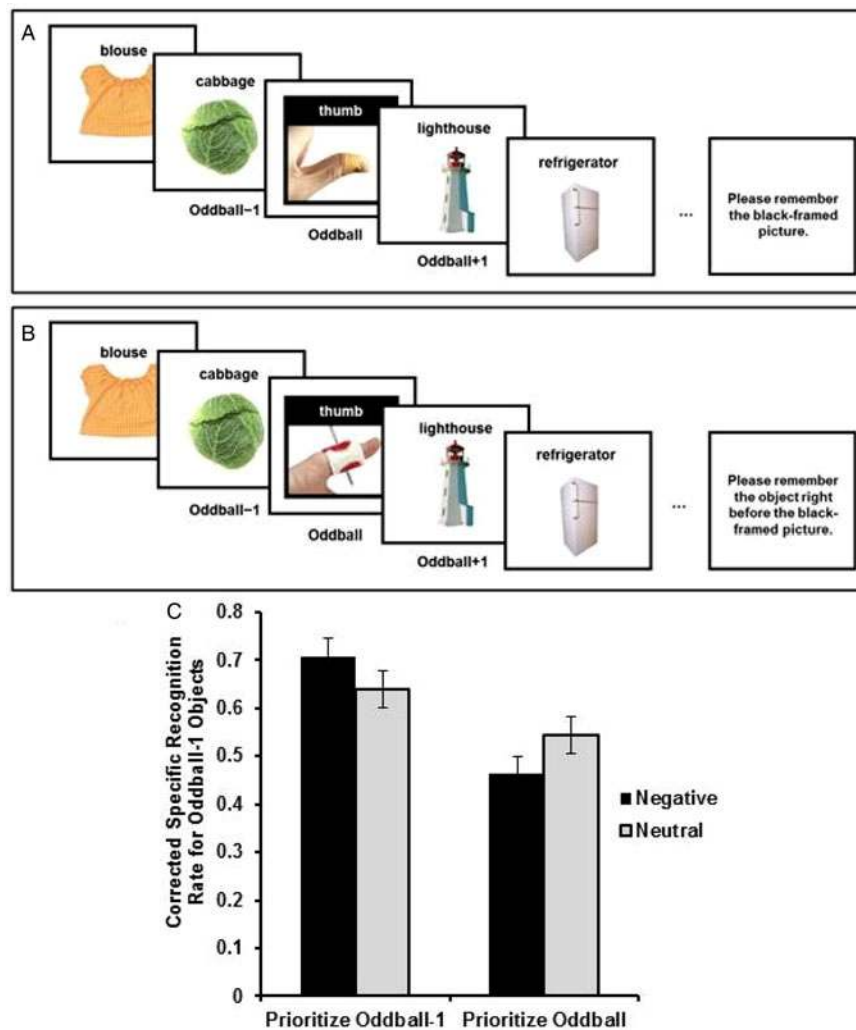 A
blouse
cabbage
thumb
lighthouse
refrigerator
Oddball−1
Oddball
Oddball+1
...
Please remember
the black-framed
picture.
B
blouse
cabbage
thumb
lighthouse
refrigerator
Oddball−1
Oddball
Oddball+1
...
Please remember
the object right
before the black-
framed picture.
C
Corrected Specific Recognition
Rate for Oddball-1 Objects
0.8
0.7
0.6
0.5
0.4
0.3
0.2
0.1
0
Prioritize Oddball-1
Prioritize Oddball
Negative
Neutral